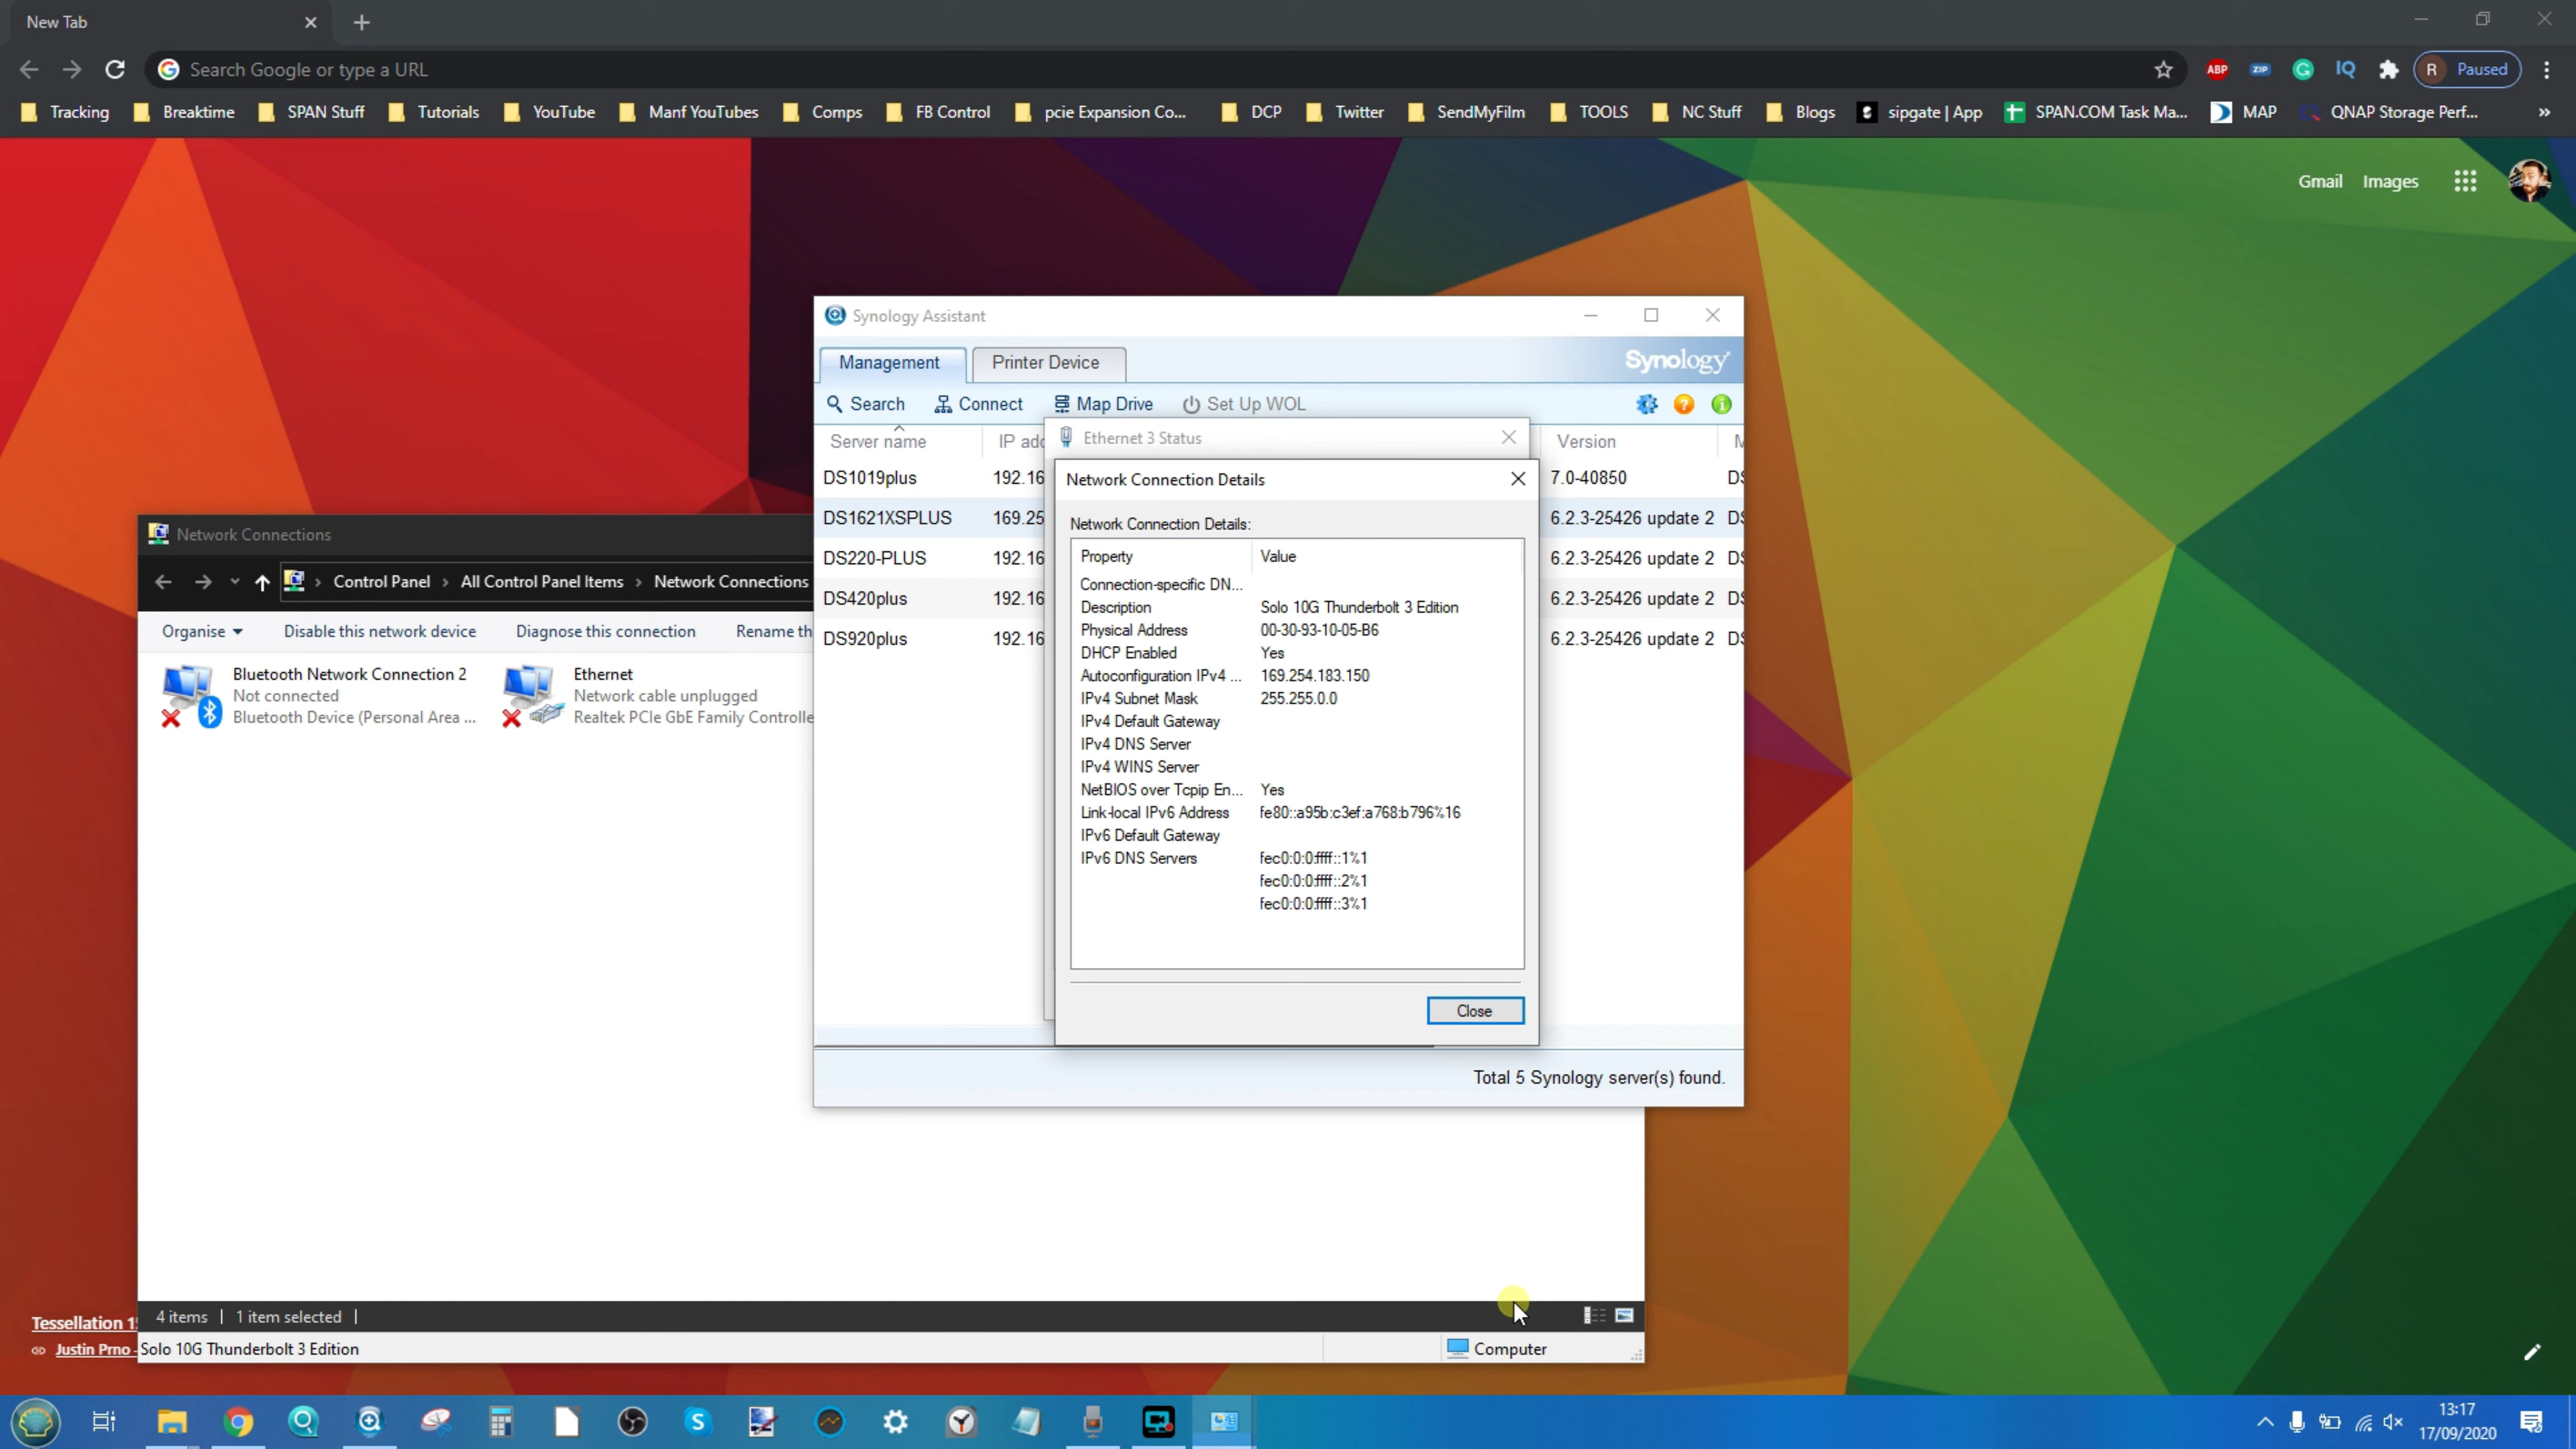 New Tab
Search Google or type a URL
ABP ZIP G IQ R Paused
Tracking Breaktime SPAN Stuff Tutorials YouTube Manf YouTubes Comps FB Control pcie Expansion Co... DCP Twitter SendMyFilm TOOLS NC Stuff Blogs sipgate | App SPAN.COM Task Ma... MAP QNAP Storage Perf... »
Gmail Images
Synology Assistant
Management Printer Device Synology
Search Connect Map Drive Set Up WOL
Server name IP add Version M
DS1019plus 192.16 7.0-40850 DS
DS1621XSPLUS 169.25 6.2.3-25426 update 2 DS
DS220-PLUS 192.16 6.2.3-25426 update 2 DS
DS420plus 192.16 6.2.3-25426 update 2 DS
DS920plus 192.16 6.2.3-25426 update 2 DS
Total 5 Synology server(s) found.
Ethernet 3 Status
Network Connection Details
Network Connection Details:
Property Value
Connection-specific DN...
Description Solo 10G Thunderbolt 3 Edition
Physical Address 00-30-93-10-05-B6
DHCP Enabled Yes
Autoconfiguration IPv4 ... 169.254.183.150
IPv4 Subnet Mask 255.255.0.0
IPv4 Default Gateway
IPv4 DNS Server
IPv4 WINS Server
NetBIOS over Tcpip En... Yes
Link-local IPv6 Address fe80::a95b:c3ef:a768:b796%16
IPv6 Default Gateway
IPv6 DNS Servers fec0:0:0:ffff::1%1
fec0:0:0:ffff::2%1
fec0:0:0:ffff::3%1
Close
Network Connections
Control Panel › All Control Panel Items › Network Connections
Organise Disable this network device Diagnose this connection Rename th
Bluetooth Network Connection 2
Not connected
Bluetooth Device (Personal Area ...
Ethernet
Network cable unplugged
Realtek PCIe GbE Family Controlle
4 items 1 item selected
Solo 10G Thunderbolt 3 Edition Computer
Tessellation 15
Justin Prno -
13:17
17/09/2020